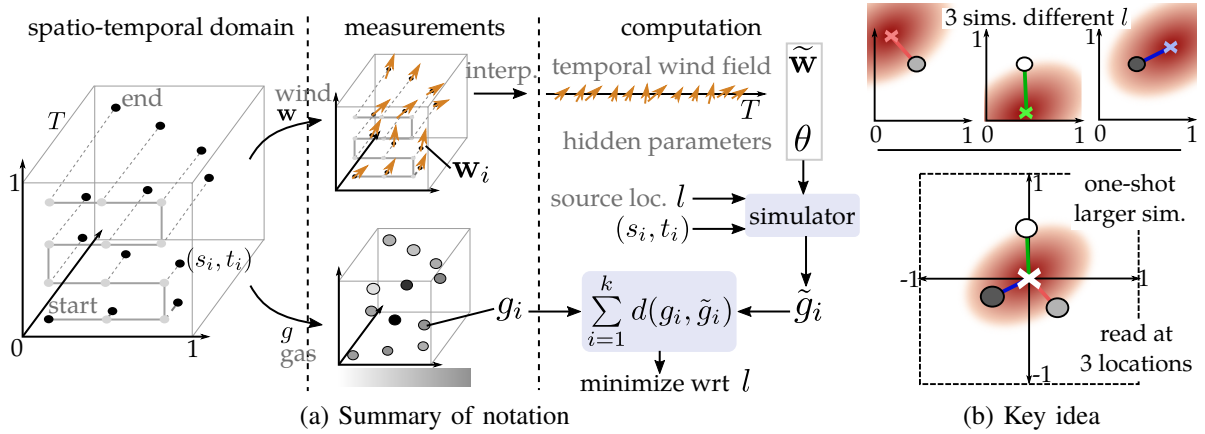 spatio-temporal domain
measurements
computation
T
end
1
(s_i, t_i)
start
0
1
wind
w
g
gas
w_i
g_i
interp.
temporal wind field
T
w̃
hidden parameters
θ
source loc. l
(s_i, t_i)
simulator
k
∑ d(g_i, g̃_i)
i=1
g̃_i
minimize wrt l
(a) Summary of notation
3 sims. different l
1
1
0 1
0 1
0 1
1
one-shot
larger sim.
-1
1
read at
3 locations
-1
(b) Key idea